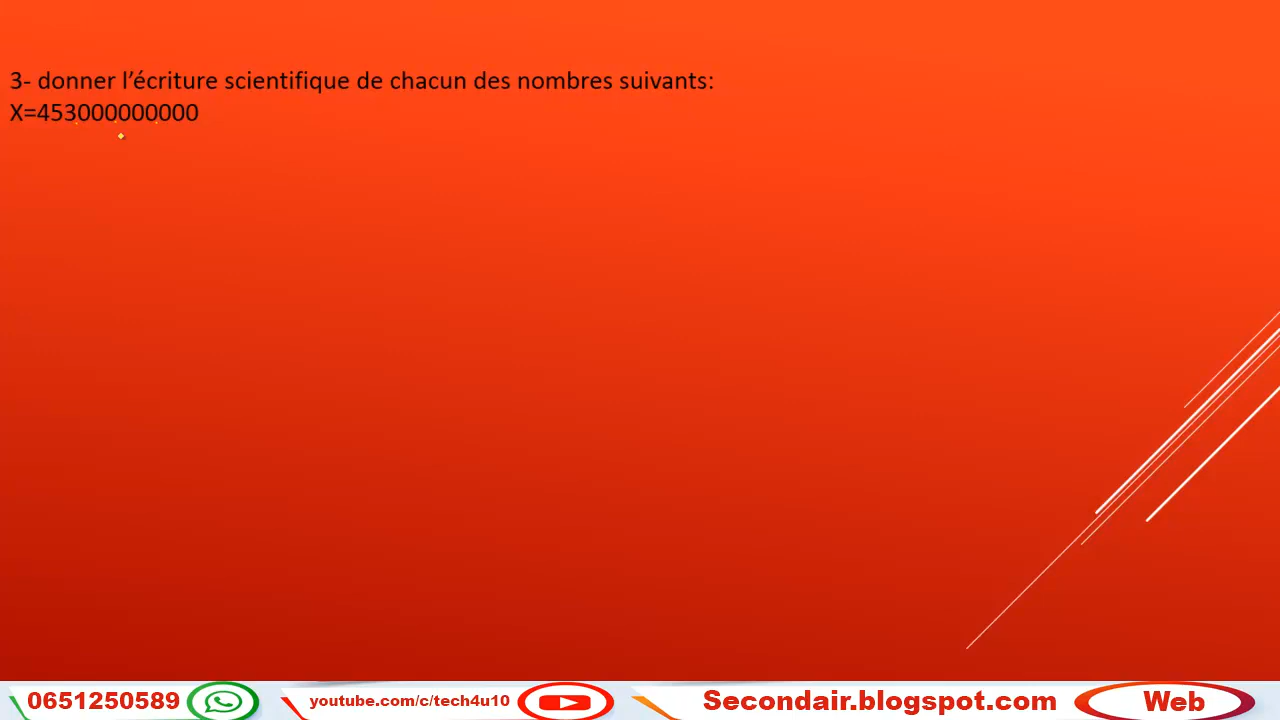 3- donner l’écriture scientifique de chacun des nombres suivants:
X=453000000000
0651250589
youtube.com/c/tech4u10
Secondair.blogspot.com
Web